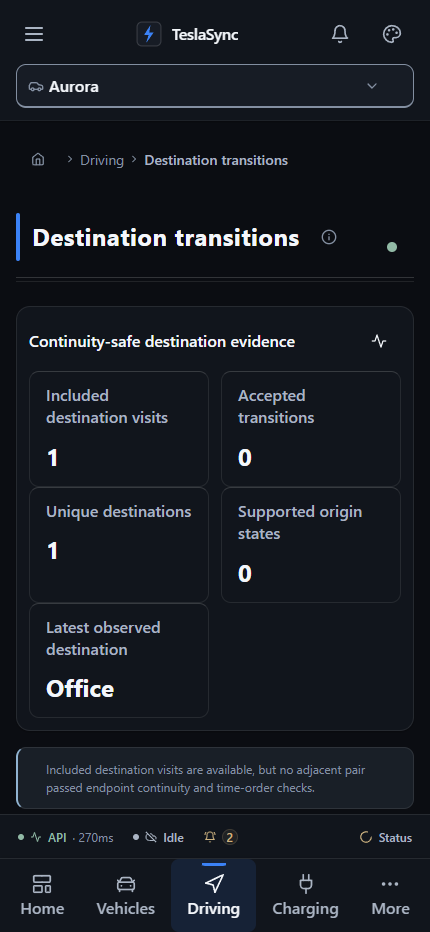 TeslaSync
Aurora
Driving
Destination transitions
Destination transitions
Continuity-safe destination evidence
Included
destination visits
1
Accepted
transitions
0
Unique destinations
1
Supported origin
states
0
Latest observed
destination
Office
Included destination visits are available, but no adjacent pair
passed endpoint continuity and time-order checks.
API · 270ms
Idle
2
Status
Home
Vehicles
Driving
Charging
More